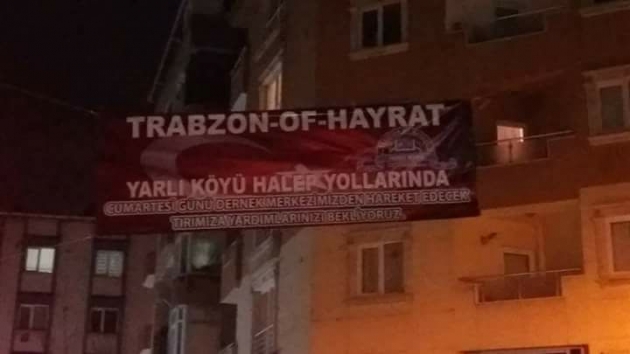 TRABZON-OF-HAYRAT
YARLI KÖYÜ HALEP YOLLARINDA
CUMARTESİ GÜNÜ DERNEK MERKEZİMİZDEN HAREKET EDECEK
TIRIMIZA YARDIMLARINIZI BEKLİYORUZ